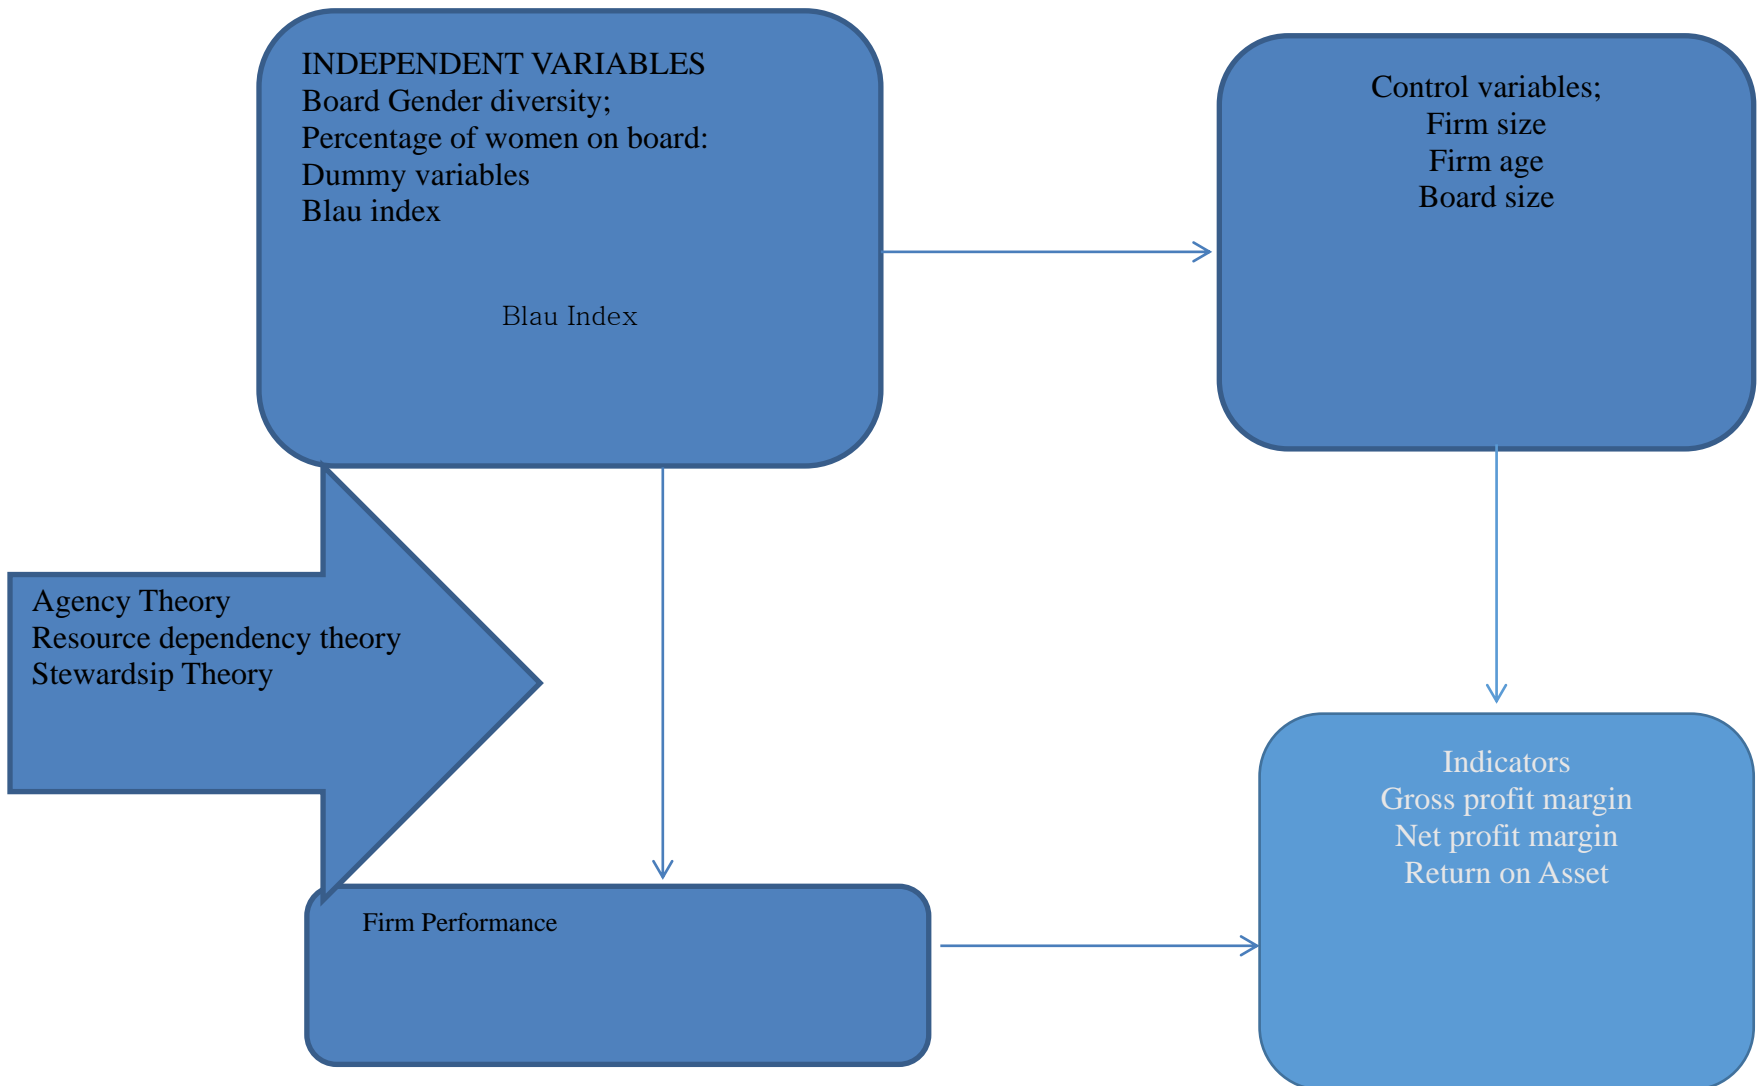 INDEPENDENT VARIABLES
Board Gender diversity;
Percentage of women on board:
Dummy variables
Blau index
Blau Index
Control variables;
Firm size
Firm age
Board size
Agency Theory
Resource dependency theory
Stewardsip Theory
Indicators
Gross profit margin
Net profit margin
Return on Asset
Firm Performance